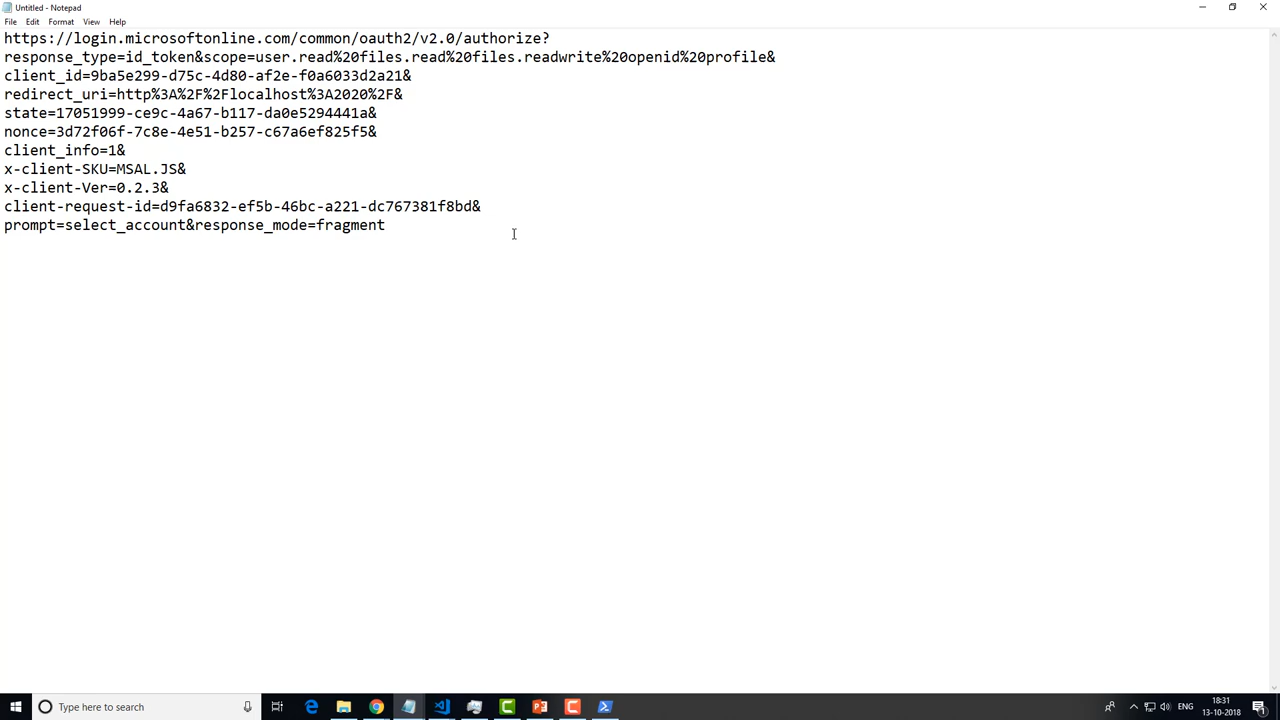 Untitled - Notepad
File Edit Format View Help
https://login.microsoftonline.com/common/oauth2/v2.0/authorize?
response_type=id_token&scope=user.read%20files.read%20files.readwrite%20openid%20profile&
client_id=9ba5e299-d75c-4d80-af2e-f0a6033d2a21&
redirect_uri=http%3A%2F%2Flocalhost%3A2020%2F&
state=17051999-ce9c-4a67-b117-da0e5294441a&
nonce=3d72f06f-7c8e-4e51-b257-c67a6ef825f5&
client_info=1&
x-client-SKU=MSAL.JS&
x-client-Ver=0.2.3&
client-request-id=d9fa6832-ef5b-46bc-a221-dc767381f8bd&
prompt=select_account&response_mode=fragment
Type here to search
ENG
18:31
13-10-2018
1